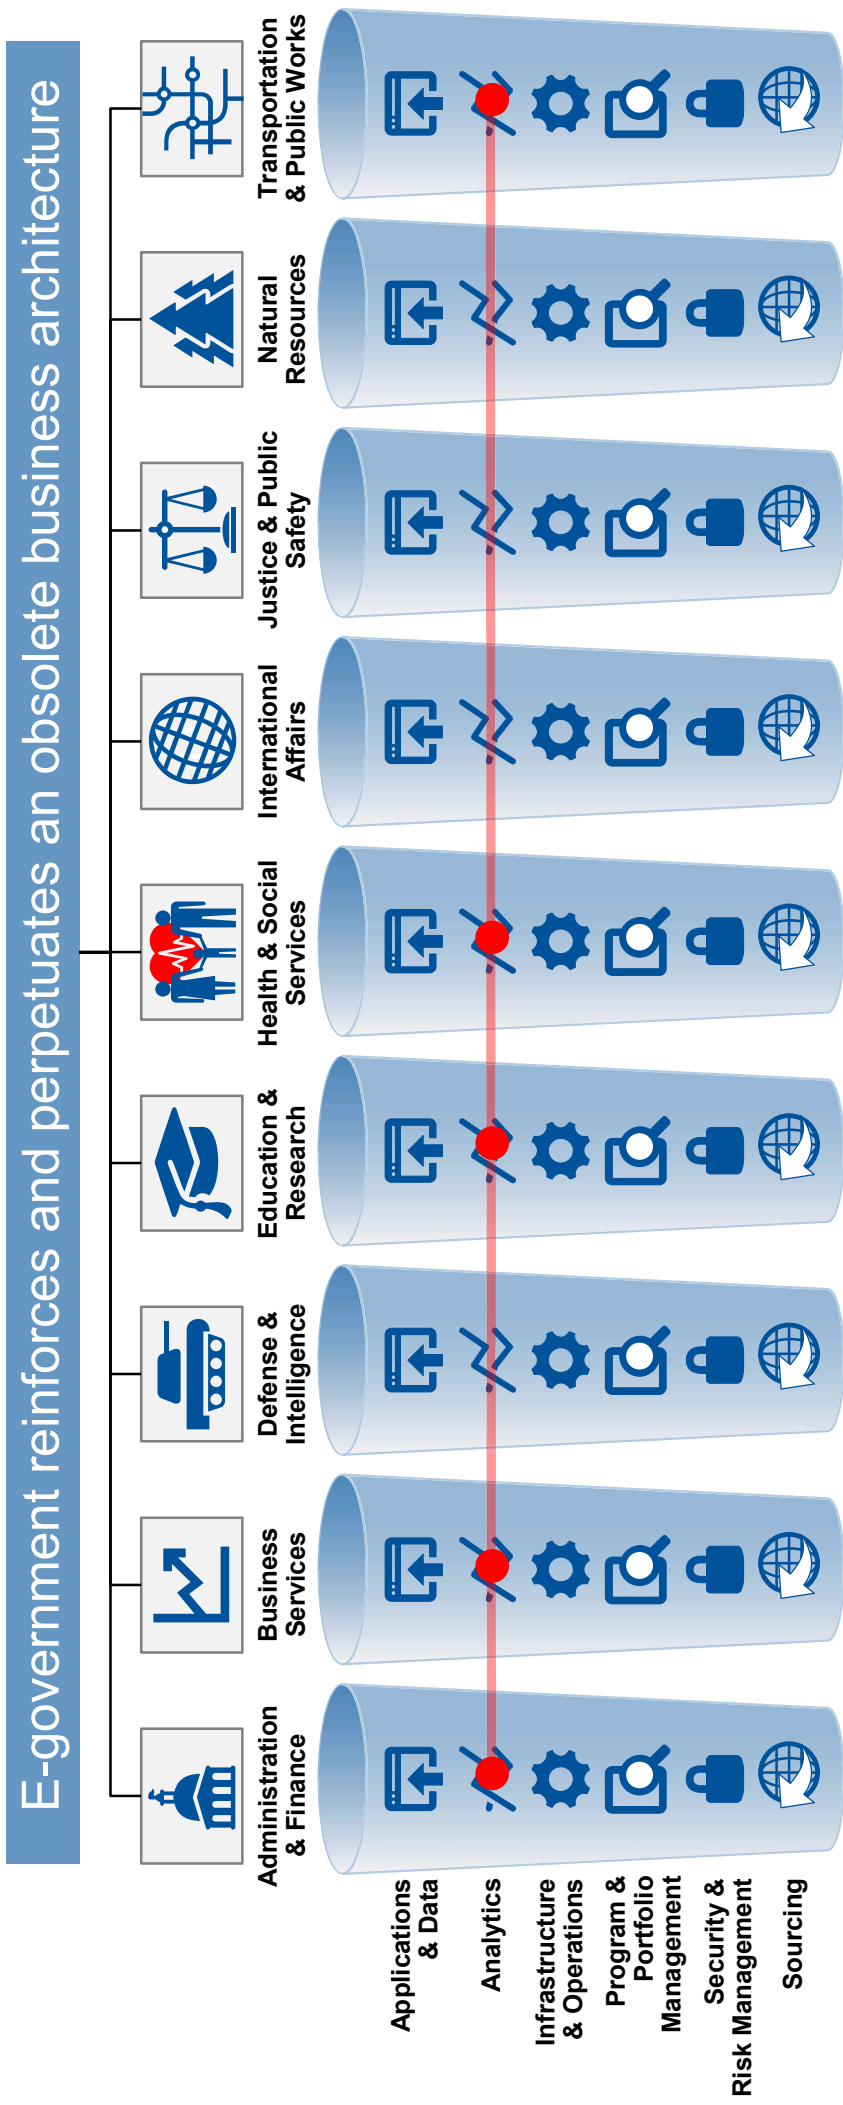 E-government reinforces and perpetuates an obsolete business architecture
Administration
& Finance
Business
Services
Defense &
Intelligence
Education &
Research
Health & Social
Services
International
Affairs
Justice & Public
Safety
Natural
Resources
Transportation
& Public Works
Applications
& Data
Analytics
Infrastructure
& Operations
Program &
Portfolio
Management
Security &
Risk Management
Sourcing